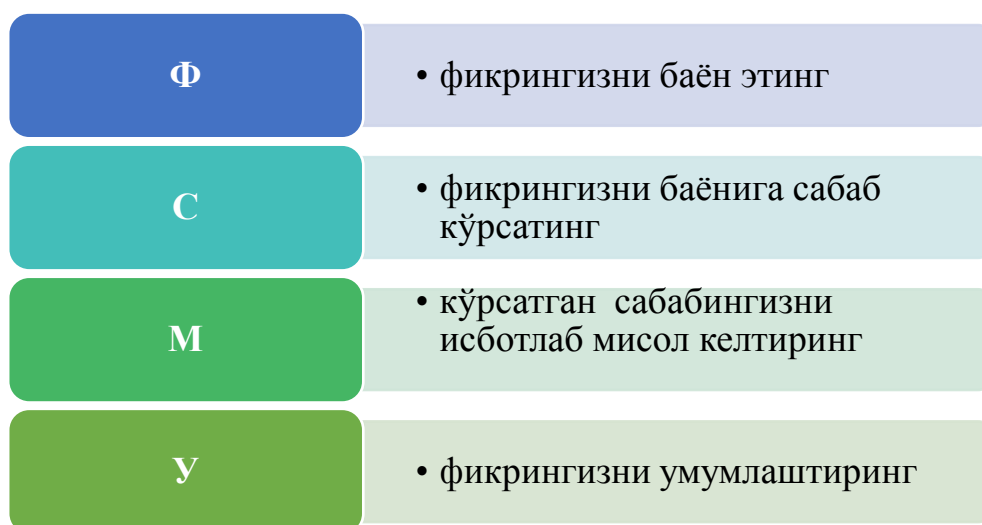 Ф
• фикрингизни баён этинг
С
• фикрингизни баёнига сабаб
кўрсатинг
М
• кўрсатган сабабингизни
исботлаб мисол келтиринг
У
• фикрингизни умумлаштиринг